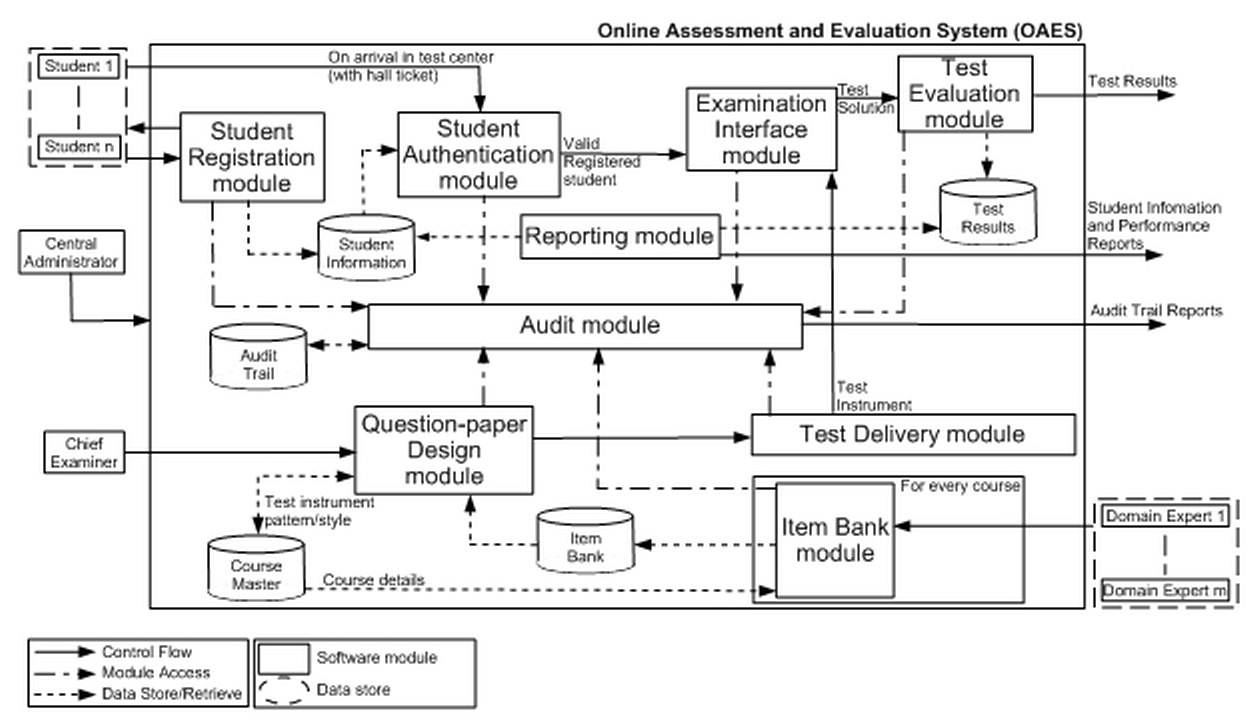 Online Assessment and Evaluation System (OAES)
Student 1
Student n
On arrival in test center
(with hall ticket)
Student
Registration
module
Student
Authentication
module
Valid
Registered
student
Examination
Interface
module
Test
Solution
Test
Evaluation
module
Test Results
Student
Information
Reporting module
Test
Results
Student Infomation
and Performance
Reports
Central
Administrator
Audit module
Audit Trail Reports
Audit
Trail
Test
Instrument
Chief
Examiner
Question-paper
Design
module
Test Delivery module
Test instrument
pattern/style
For every course
Item Bank
module
Item
Bank
Domain Expert 1
Domain Expert m
Course
Master
Course details
Control Flow
Module Access
Data Store/Retrieve
Software module
Data store